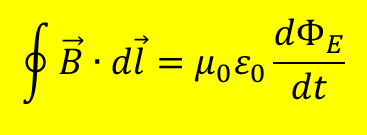 ∮ B⃗ · dl⃗ = μ₀ε₀ dΦ_E/dt